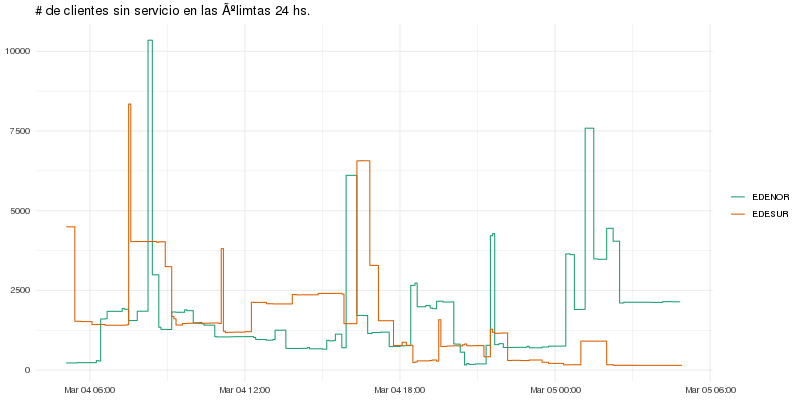 # de clientes sin servicio en las Ãºlimtas 24 hs.
10000
7500
5000
2500
0
Mar 04 06:00
Mar 04 12:00
Mar 04 18:00
Mar 05 00:00
Mar 05 06:00
EDENOR
EDESUR